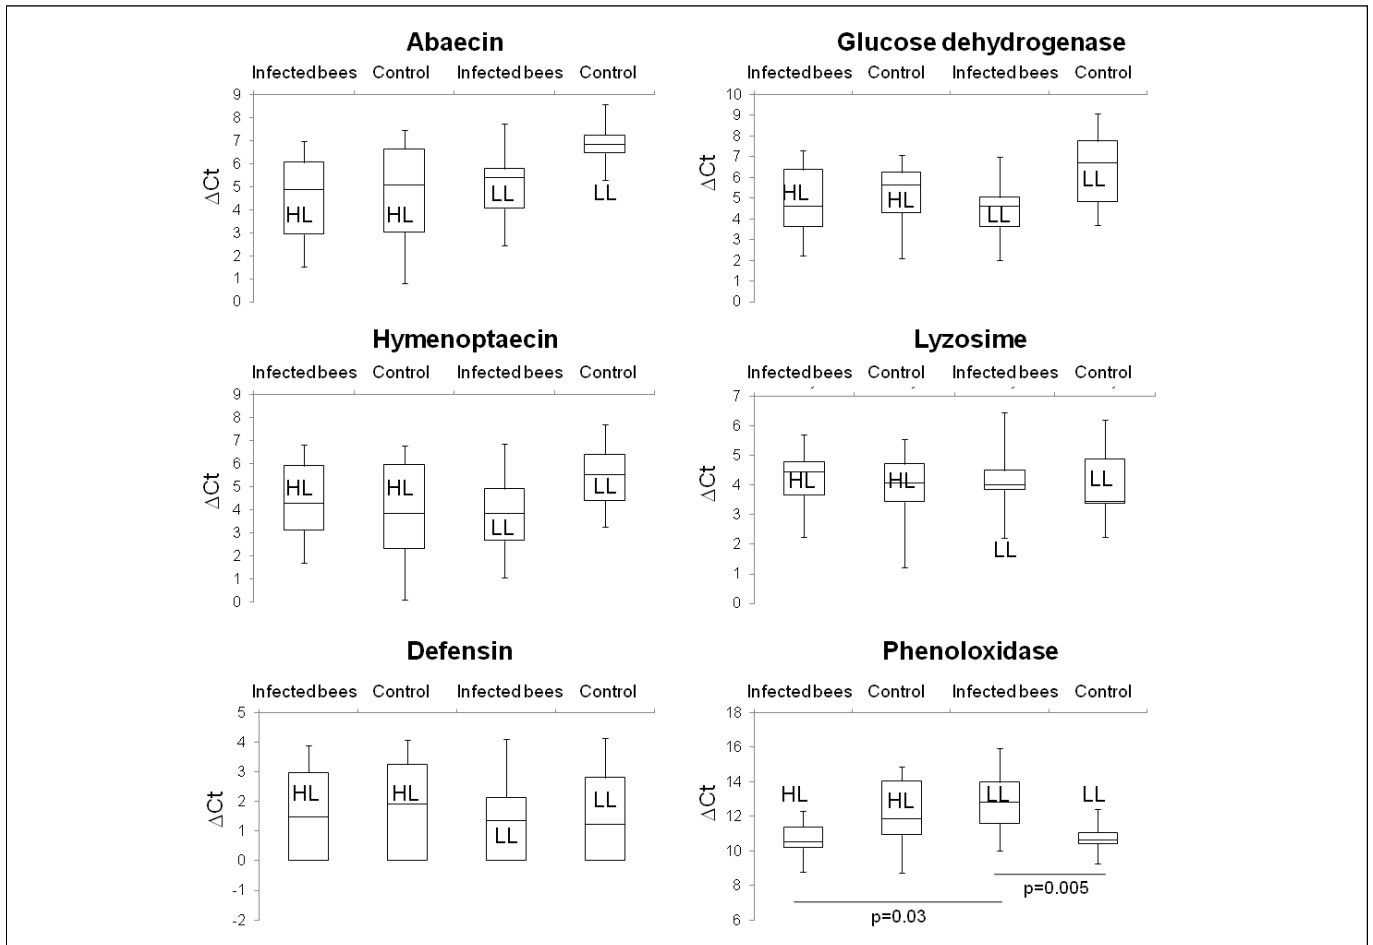 Abaecin
Infected bees Control Infected bees Control
9
8
7
6
5
4
3
2
1
0
ΔCt
HL HL LL LL
Glucose dehydrogenase
Infected bees Control Infected bees Control
10
9
8
7
6
5
4
3
2
1
0
ΔCt
HL HL LL LL
Hymenoptaecin
Infected bees Control Infected bees Control
9
8
7
6
5
4
3
2
1
0
ΔCt
HL HL LL LL
Lyzosime
Infected bees Control Infected bees Control
7
6
5
4
3
2
1
0
ΔCt
HL HL LL LL
Defensin
Infected bees Control Infected bees Control
5
4
3
2
1
0
-1
-2
ΔCt
HL HL LL LL
Phenoloxidase
Infected bees Control Infected bees Control
18
16
14
12
10
8
6
ΔCt
HL HL LL LL
p=0.005
p=0.03